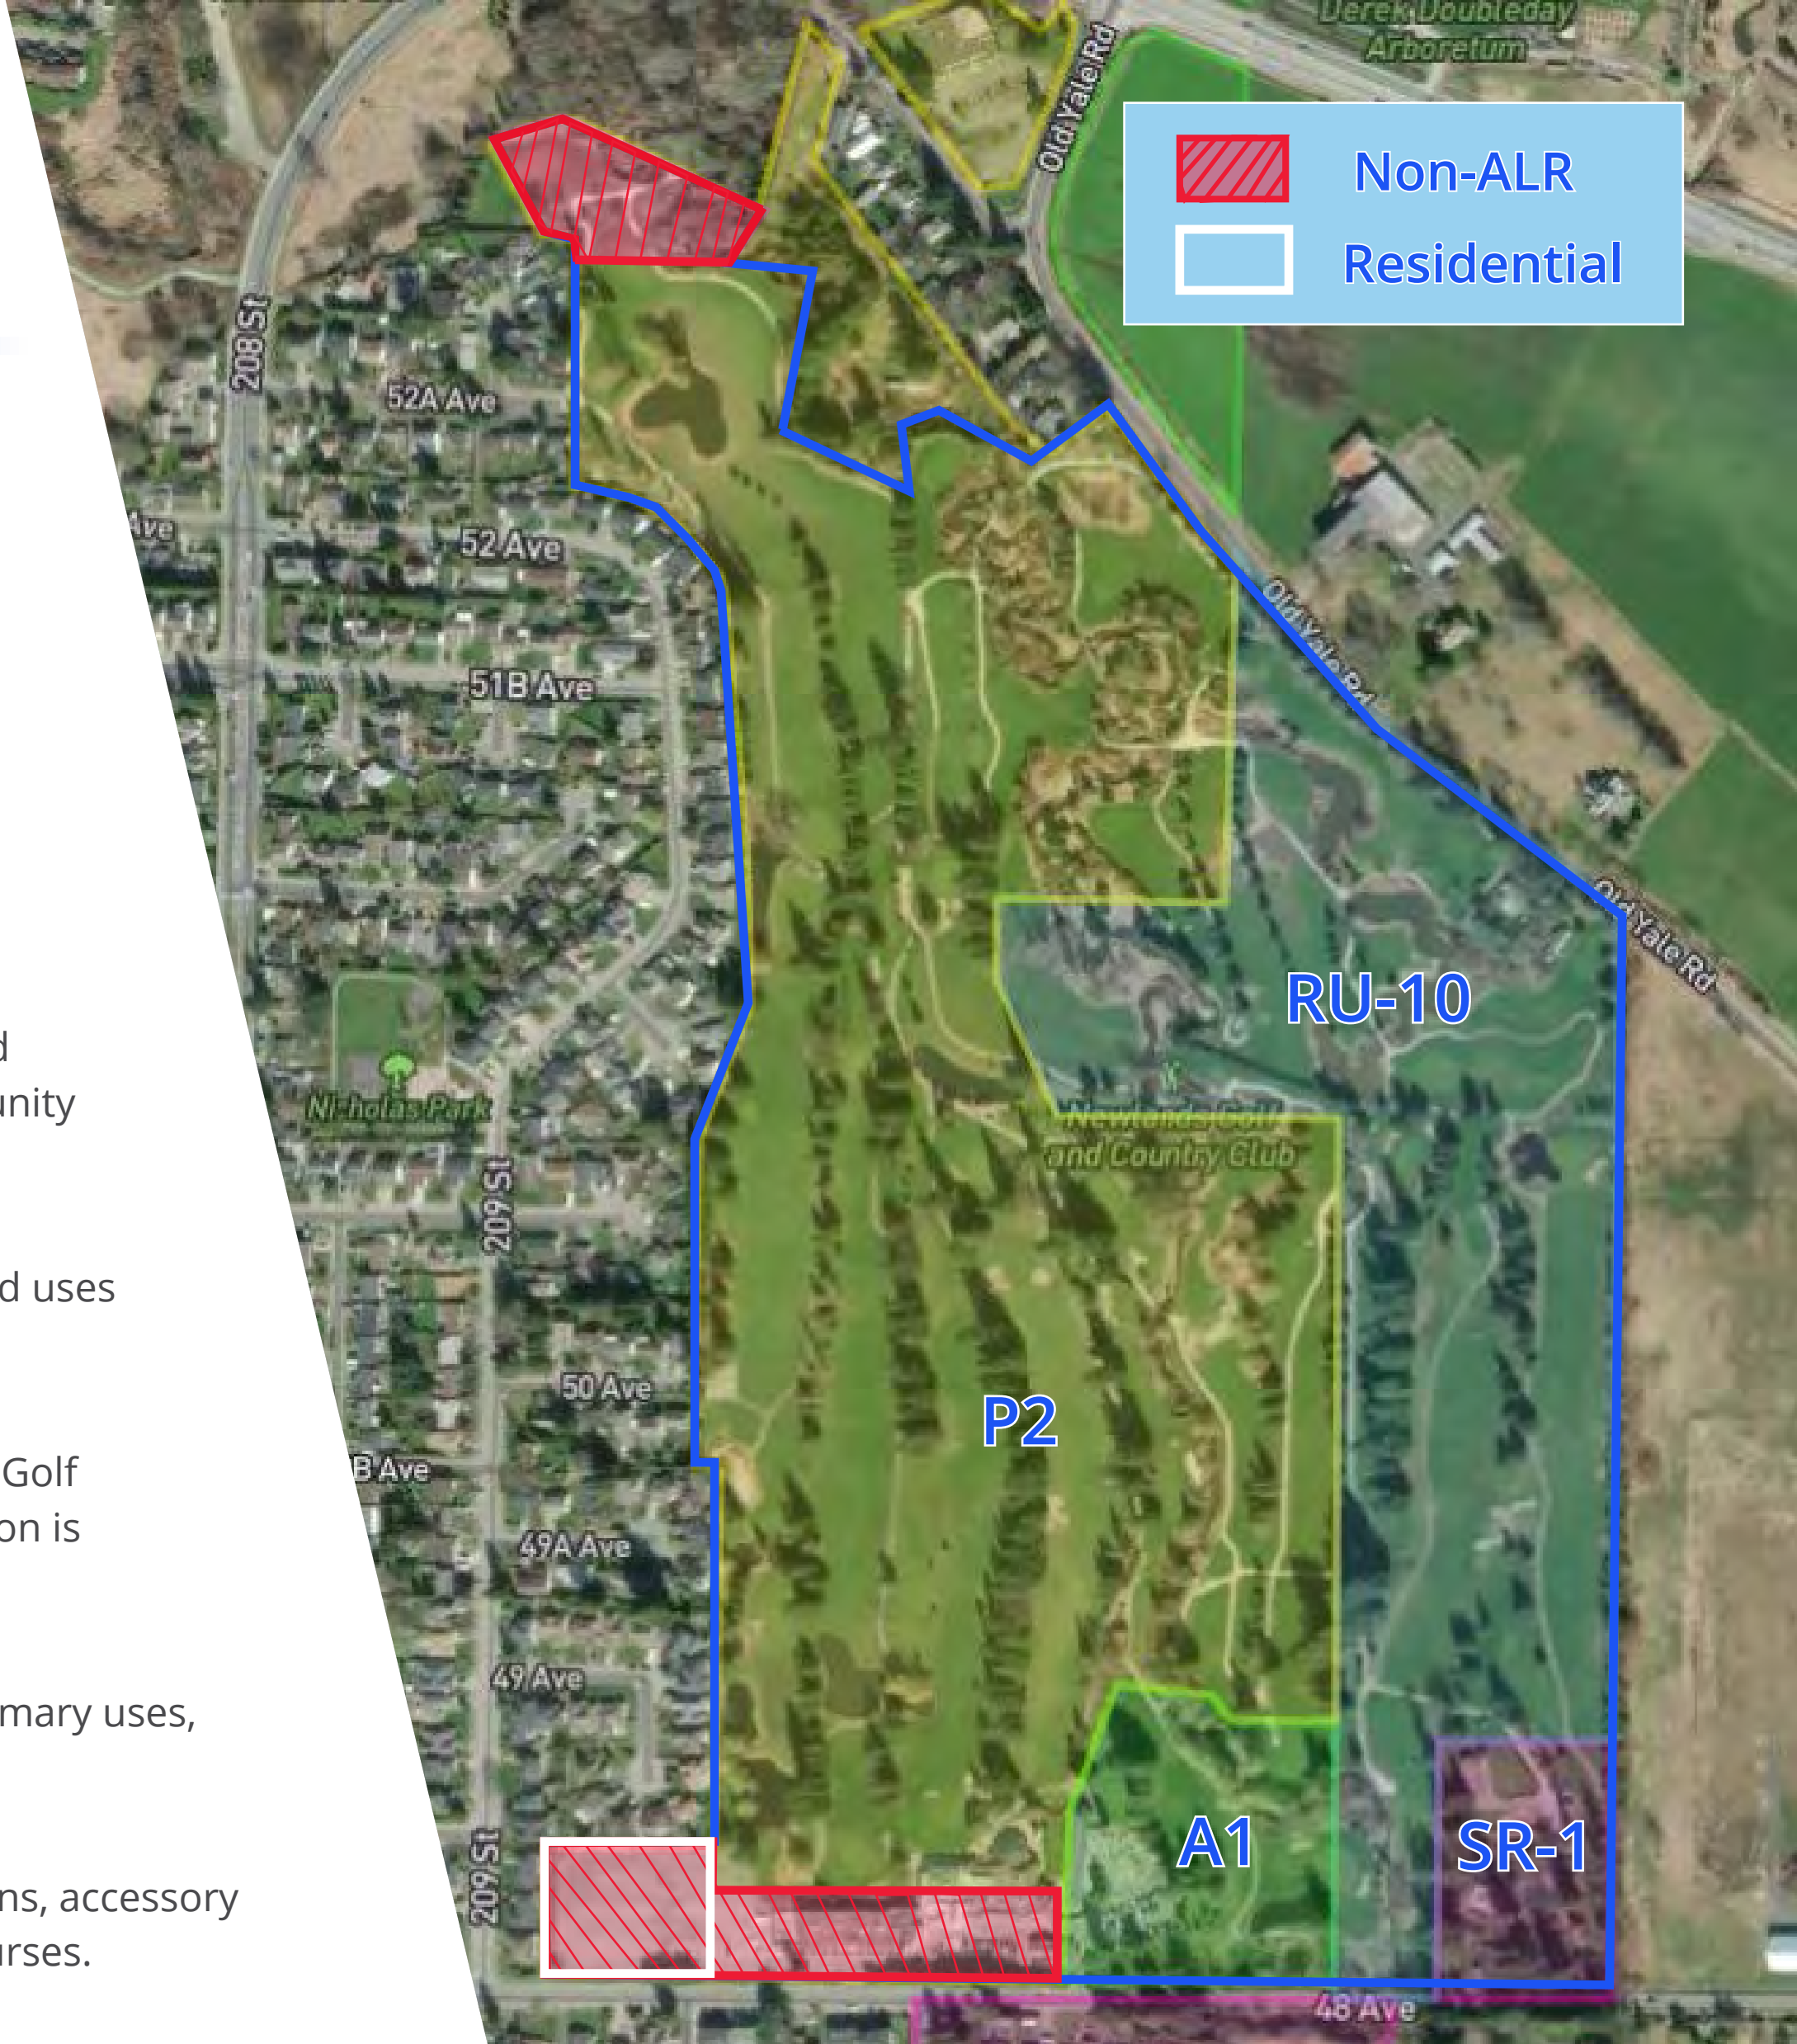 Derek Doubleday
Arboretum
Old Yale Rd
Non-ALR
Residential
208 St
52A Ave
Ave
52 Ave
Old Yale Rd
51B Ave
Old Yale Rd
RU-10
d
unity
Nicholas Park
Newlands Golf
and Country Club
209 St
d uses
50 Ave
P2
Golf
B Ave
on is
49A Ave
49 Ave
mary uses,
A1
SR-1
209 St
ns, accessory
urses.
48 Ave